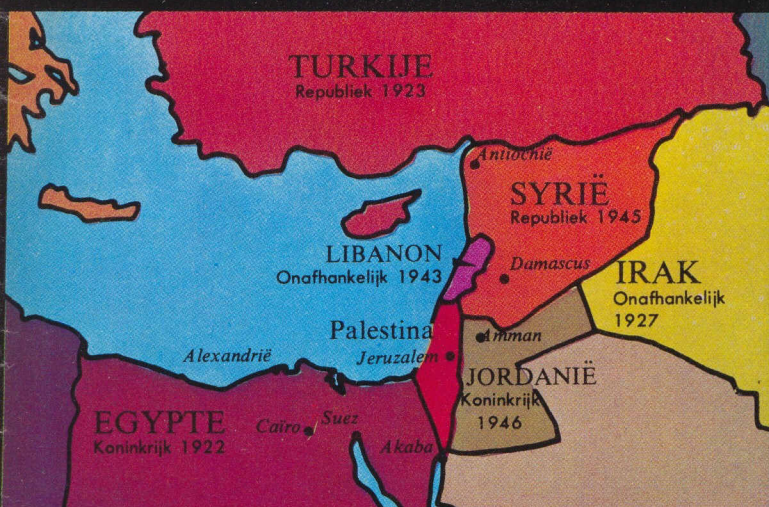 TURKIJE
Republiek 1923
Antiochië
SYRIË
Republiek 1945
LIBANON
Onafhankelijk 1943
Damascus
IRAK
Onafhankelijk
1927
Palestina
Amman
Alexandrië
Jeruzalem
JORDANIË
Koninkrijk
1946
EGYPTE
Koninkrijk 1922
Caïro
Suez
Akaba